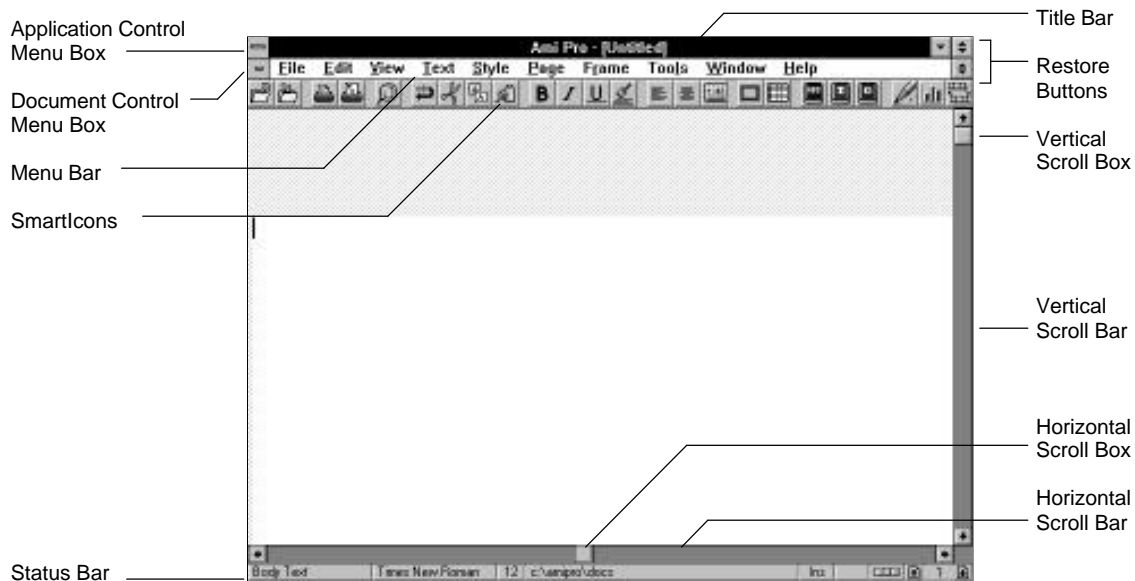 Application Control
Menu Box
Document Control
Menu Box
Menu Bar
SmartIcons
Status Bar
Ami Pro - [Untitled]
File Edit View Text Style Page Frame Tools Window Help
B I U
Body Text Times New Roman 12 c:\amipro\docs Ins 1
Title Bar
Restore
Buttons
Vertical
Scroll Box
Vertical
Scroll Bar
Horizontal
Scroll Box
Horizontal
Scroll Bar